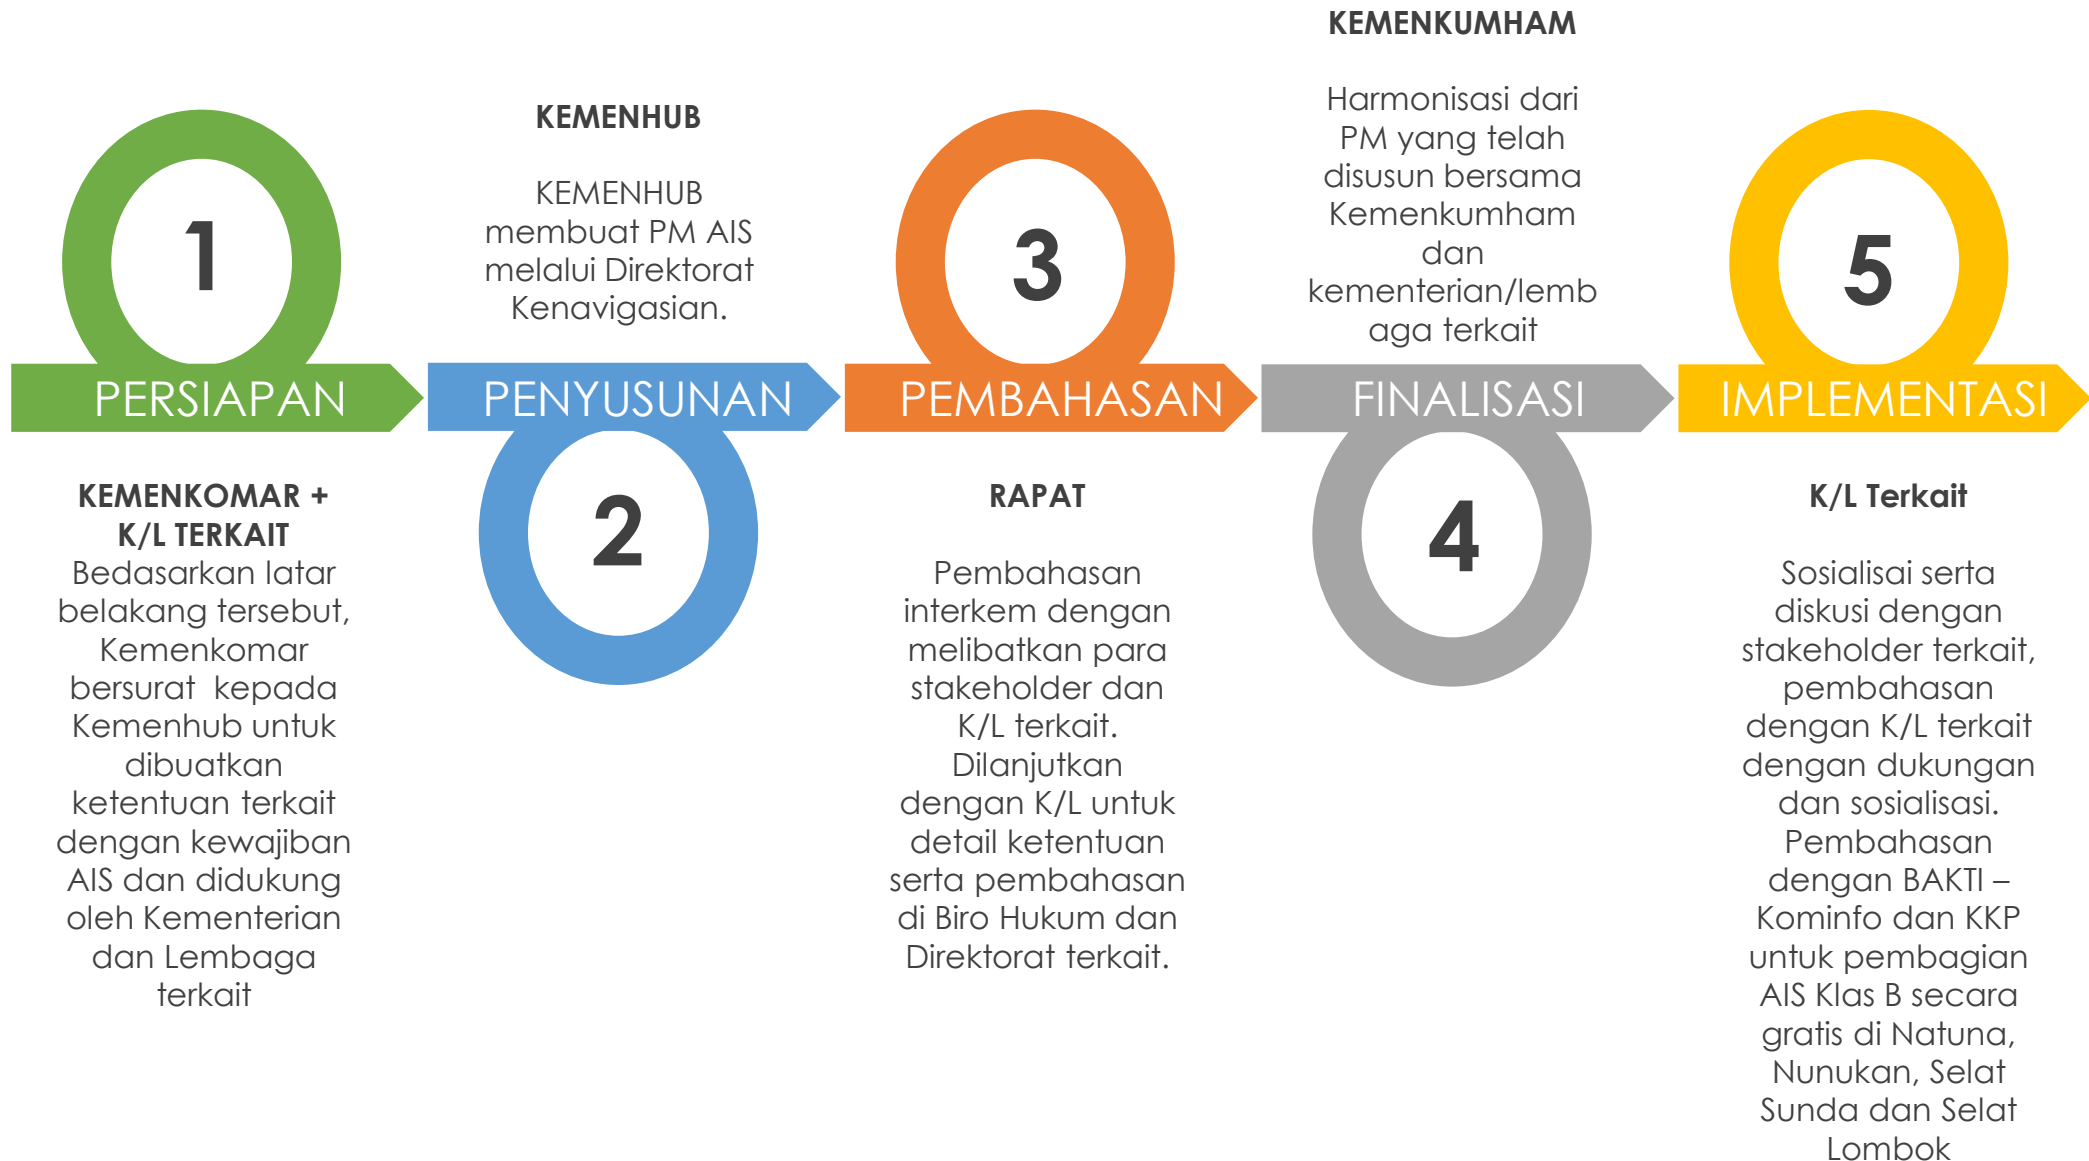 1
PERSIAPAN
KEMENKOMAR +
K/L TERKAIT
Bedasarkan latar
belakang tersebut,
Kemenkomar
bersurat kepada
Kemenhub untuk
dibuatkan
ketentuan terkait
dengan kewajiban
AIS dan didukung
oleh Kementerian
dan Lembaga
terkait
KEMENHUB
KEMENHUB
membuat PM AIS
melalui Direktorat
Kenavigasian.
PENYUSUNAN
2
3
PEMBAHASAN
RAPAT
Pembahasan
interkem dengan
melibatkan para
stakeholder dan
K/L terkait.
Dilanjutkan
dengan K/L untuk
detail ketentuan
serta pembahasan
di Biro Hukum dan
Direktorat terkait.
KEMENKUMHAM
Harmonisasi dari
PM yang telah
disusun bersama
Kemenkumham
dan
kementerian/lemb
aga terkait
FINALISASI
4
5
IMPLEMENTASI
K/L Terkait
Sosialisai serta
diskusi dengan
stakeholder terkait,
pembahasan
dengan K/L terkait
dengan dukungan
dan sosialisasi.
Pembahasan
dengan BAKTI –
Kominfo dan KKP
untuk pembagian
AIS Klas B secara
gratis di Natuna,
Nunukan, Selat
Sunda dan Selat
Lombok